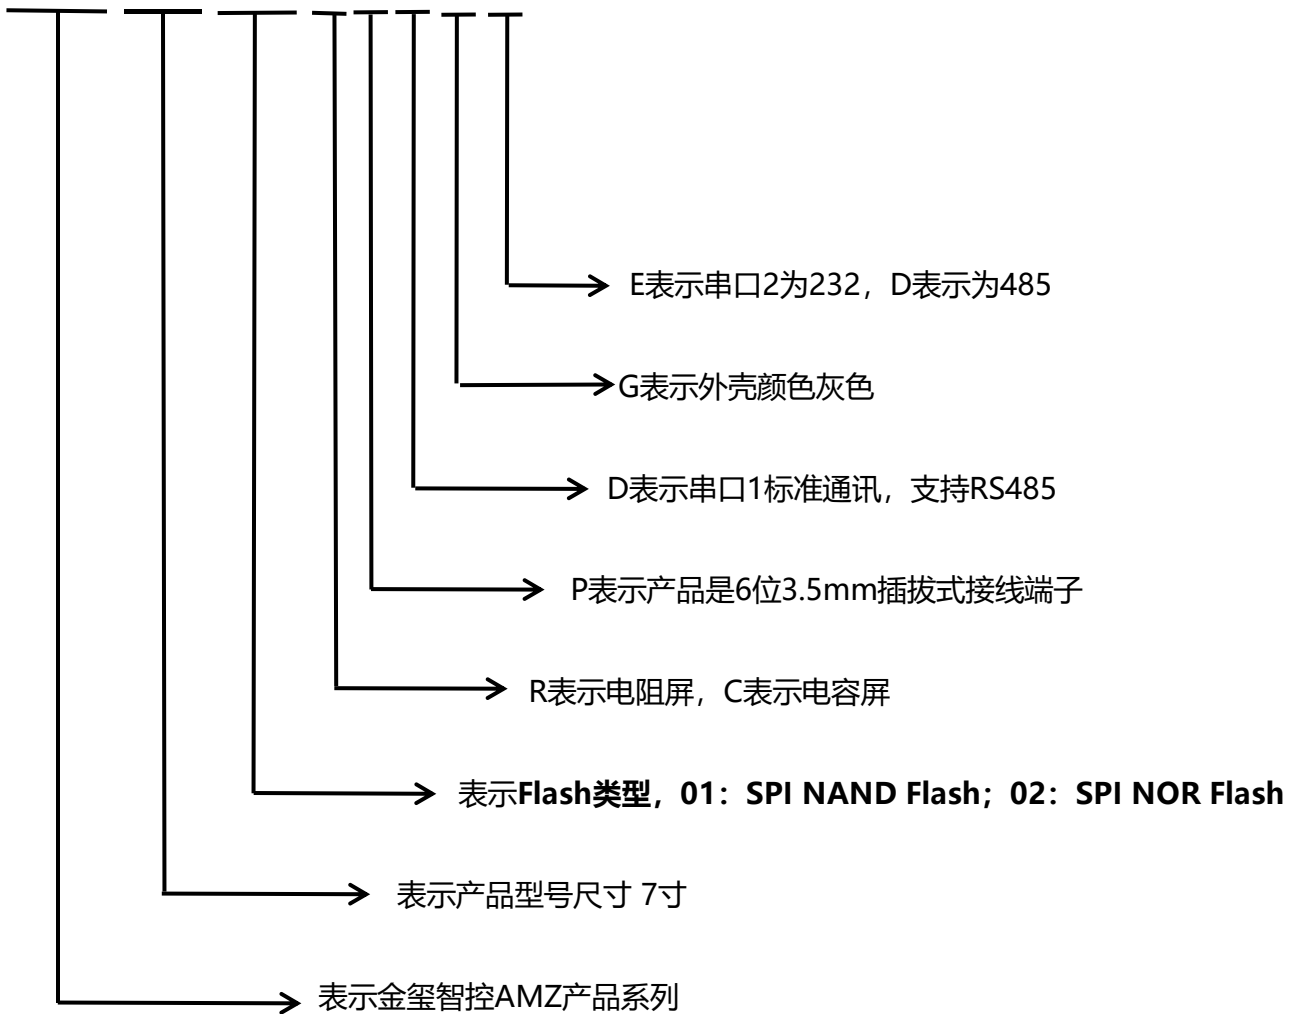 E表示串口2为232，D表示为485
G表示外壳颜色灰色
D表示串口1标准通讯，支持RS485
P表示产品是6位3.5mm插拔式接线端子
R表示电阻屏，C表示电容屏
表示Flash类型，01：SPI NAND Flash；02：SPI NOR Flash
表示产品型号尺寸 7寸
表示金玺智控AMZ产品系列